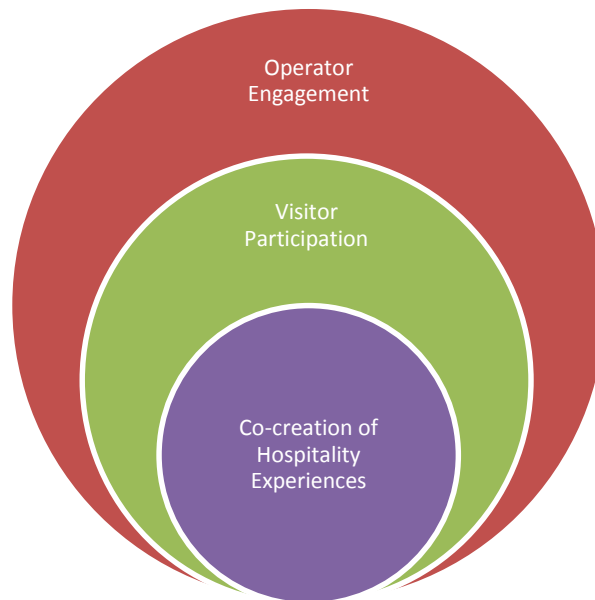 Operator
Engagement
Visitor
Participation
Co-creation of
Hospitality
Experiences